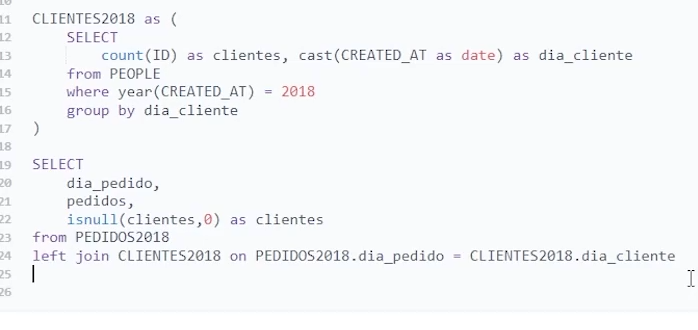 11 CLIENTES2018 as (
12 SELECT
13 count(ID) as clientes, cast(CREATED_AT as date) as dia_cliente
14 from PEOPLE
15 where year(CREATED_AT) = 2018
16 group by dia_cliente
17 )
18
19 SELECT
20 dia_pedido,
21 pedidos,
22 isnull(clientes,0) as clientes
23 from PEDIDOS2018
24 left join CLIENTES2018 on PEDIDOS2018.dia_pedido = CLIENTES2018.dia_cliente
25
26